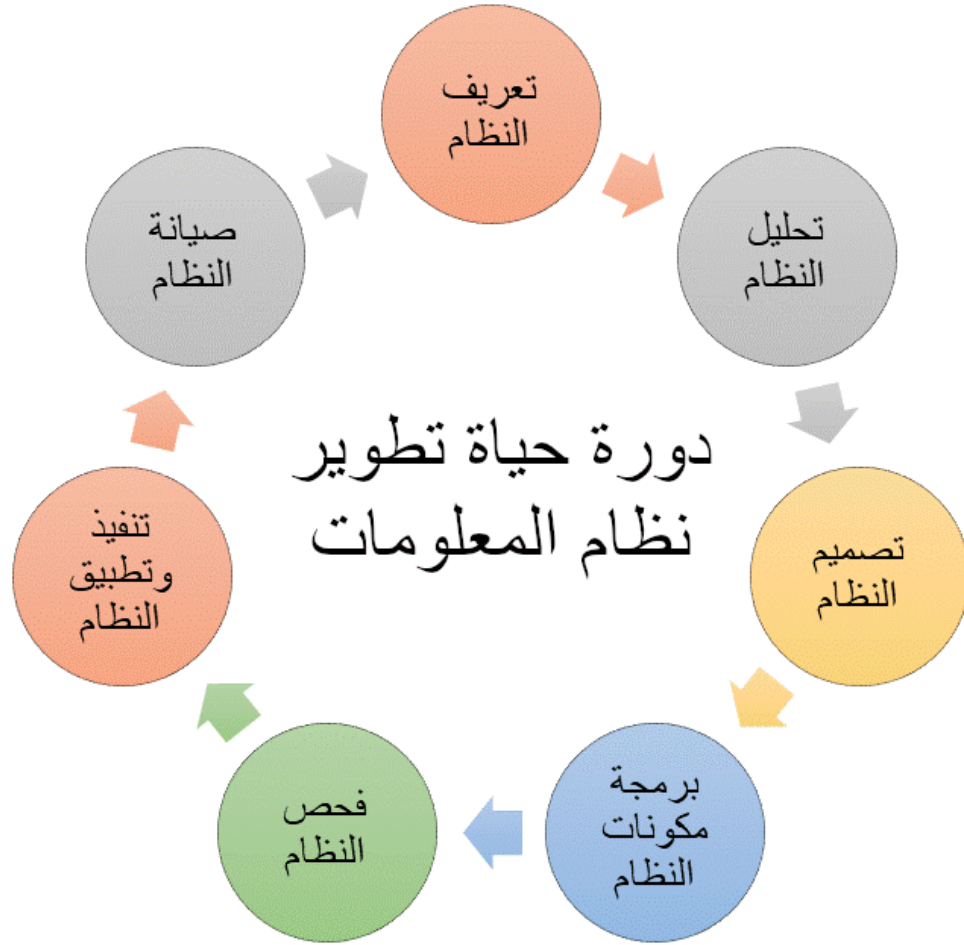 تعريف
النظام
تحليل
النظام
تصميم
النظام
برمجة
مكونات
النظام
فحص
النظام
تنفيذ
وتطبيق
النظام
صيانة
النظام
دورة حياة تطوير
نظام المعلومات